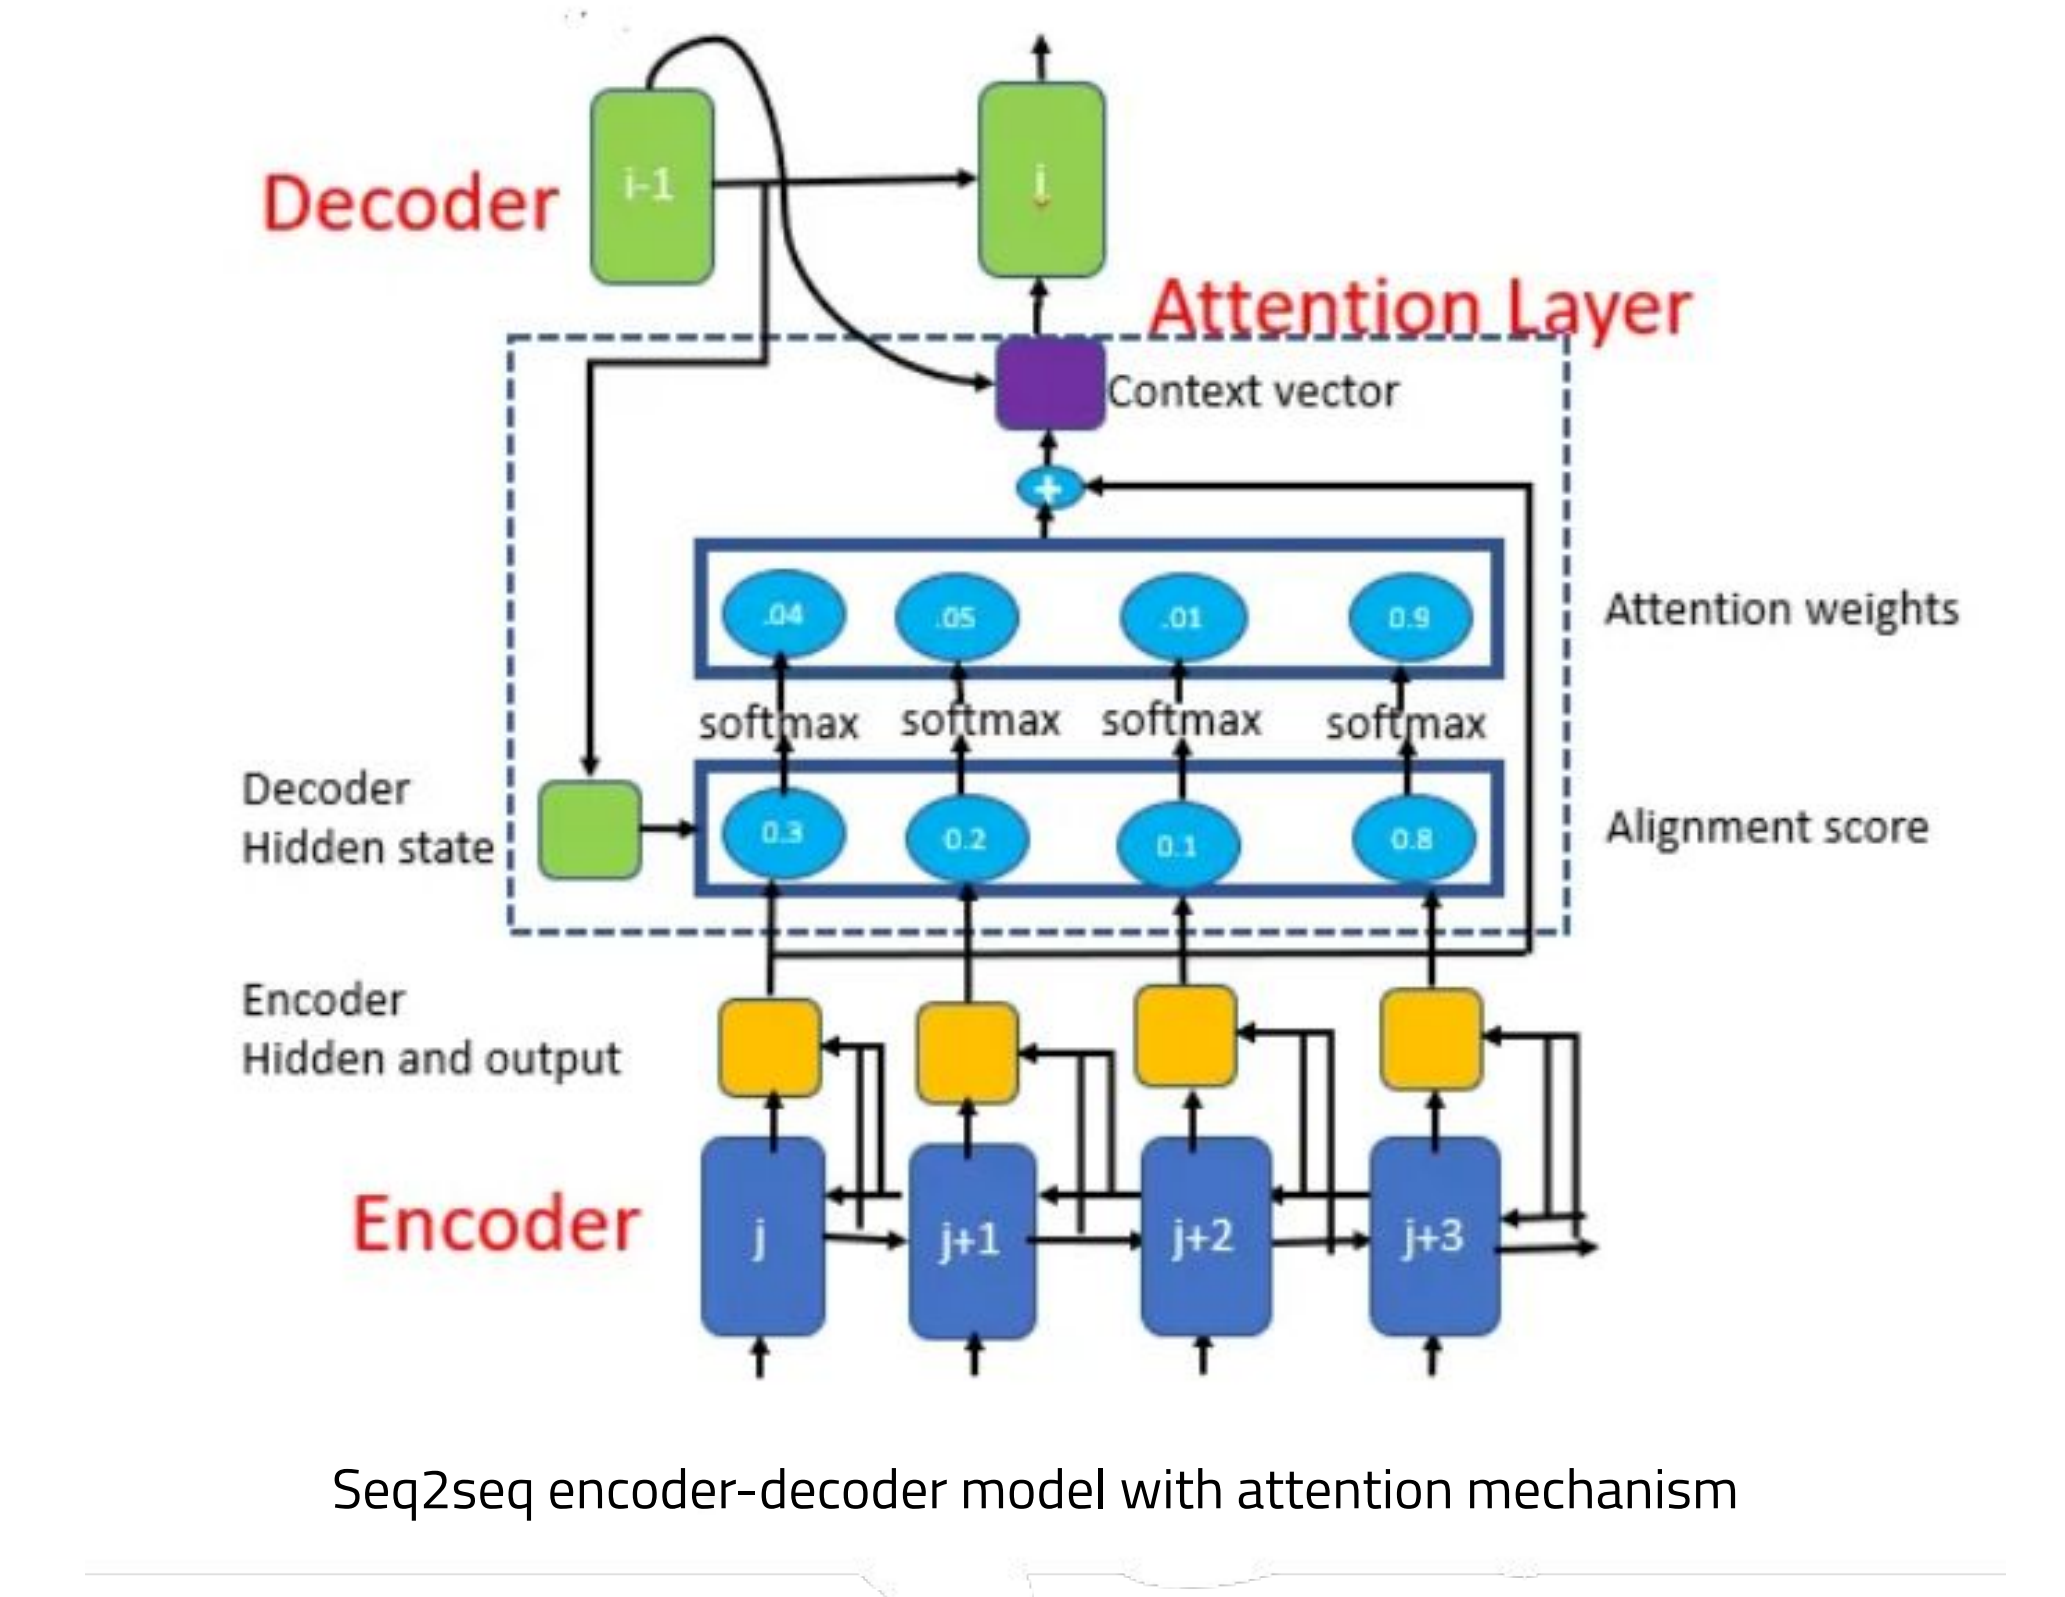 i-1
i
Decoder
Attention Layer
Context vector
+
.04 .05 .01 0.9
Attention weights
softmax softmax softmax softmax
Decoder
Hidden state
0.3 0.2 0.1 0.8
Alignment score
Encoder
Hidden and output
Encoder
j j+1 j+2 j+3
Seq2seq encoder-decoder model with attention mechanism